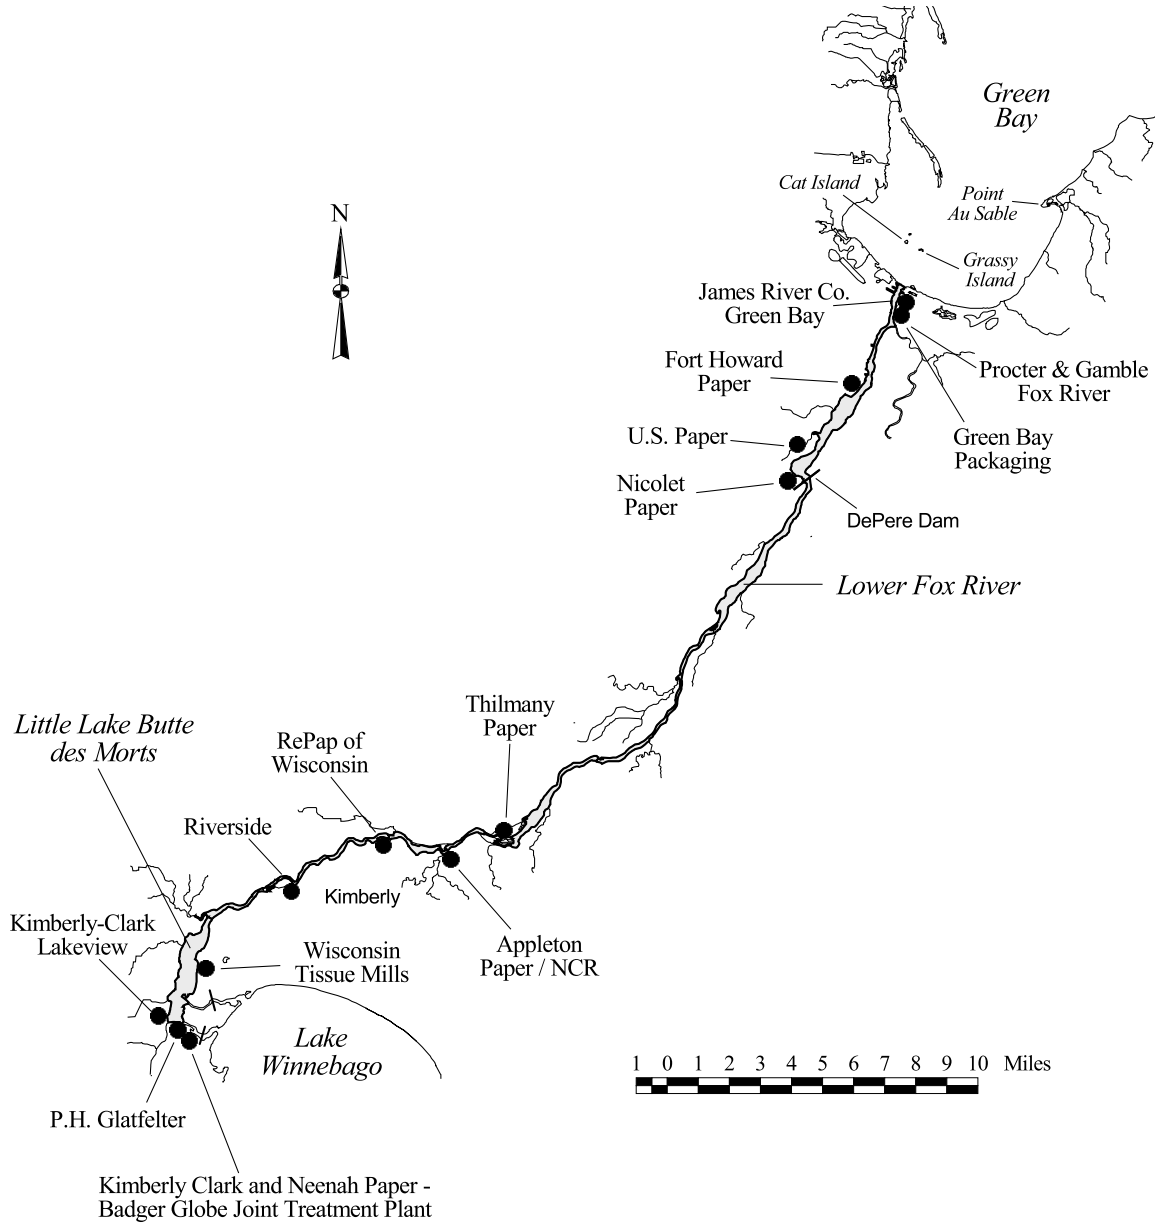 Green
Bay
Cat Island
Point
Au Sable
N
Grassy
Island
James River Co.
Green Bay
Fort Howard
Paper
Procter & Gamble
Fox River
U.S. Paper
Green Bay
Packaging
Nicolet
Paper
DePere Dam
Lower Fox River
Thilmany
Paper
Little Lake Butte
des Morts
RePap of
Wisconsin
Riverside
Kimberly
Kimberly-Clark
Lakeview
Wisconsin
Tissue Mills
Appleton
Paper / NCR
Lake
Winnebago
1 0 1 2 3 4 5 6 7 8 9 10 Miles
P.H. Glatfelter
Kimberly Clark and Neenah Paper -
Badger Globe Joint Treatment Plant